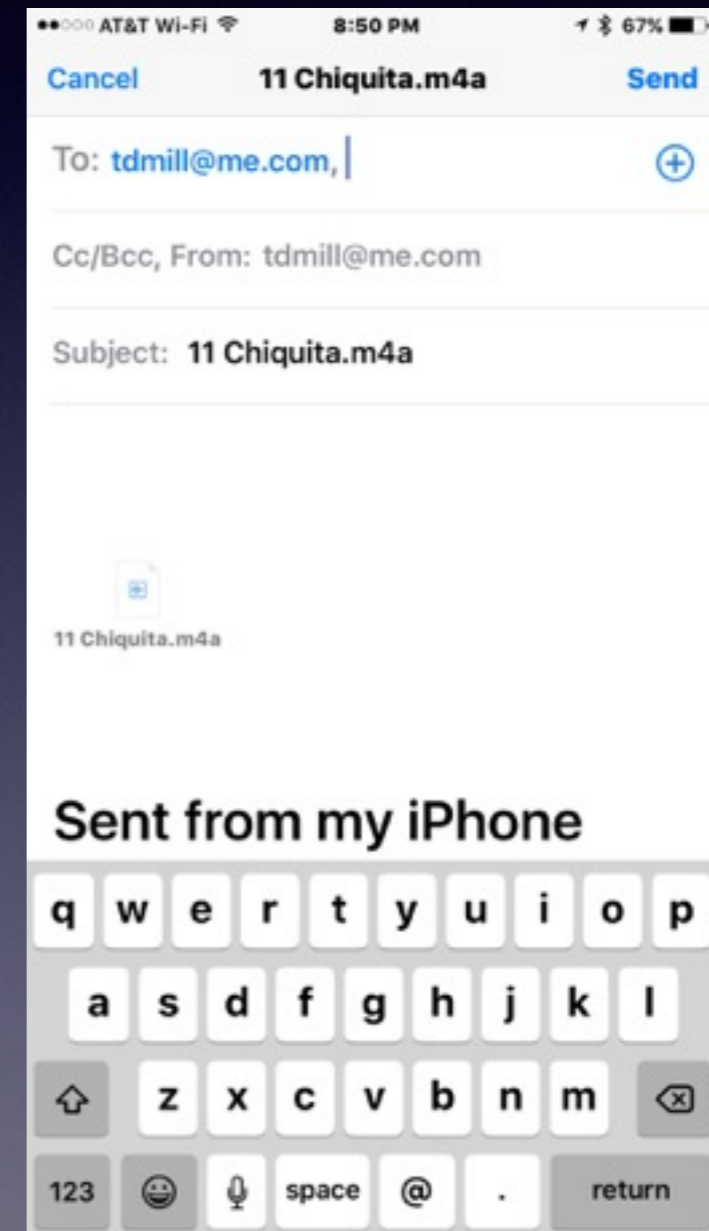 AT&T Wi-Fi 8:50 PM 67%
Cancel 11 Chiquita.m4a Send
To: tdmill@me.com,
Cc/Bcc, From: tdmill@me.com
Subject: 11 Chiquita.m4a
11 Chiquita.m4a
Sent from my iPhone
q w e r t y u i o p
a s d f g h j k l
z x c v b n m
123 space @ . return